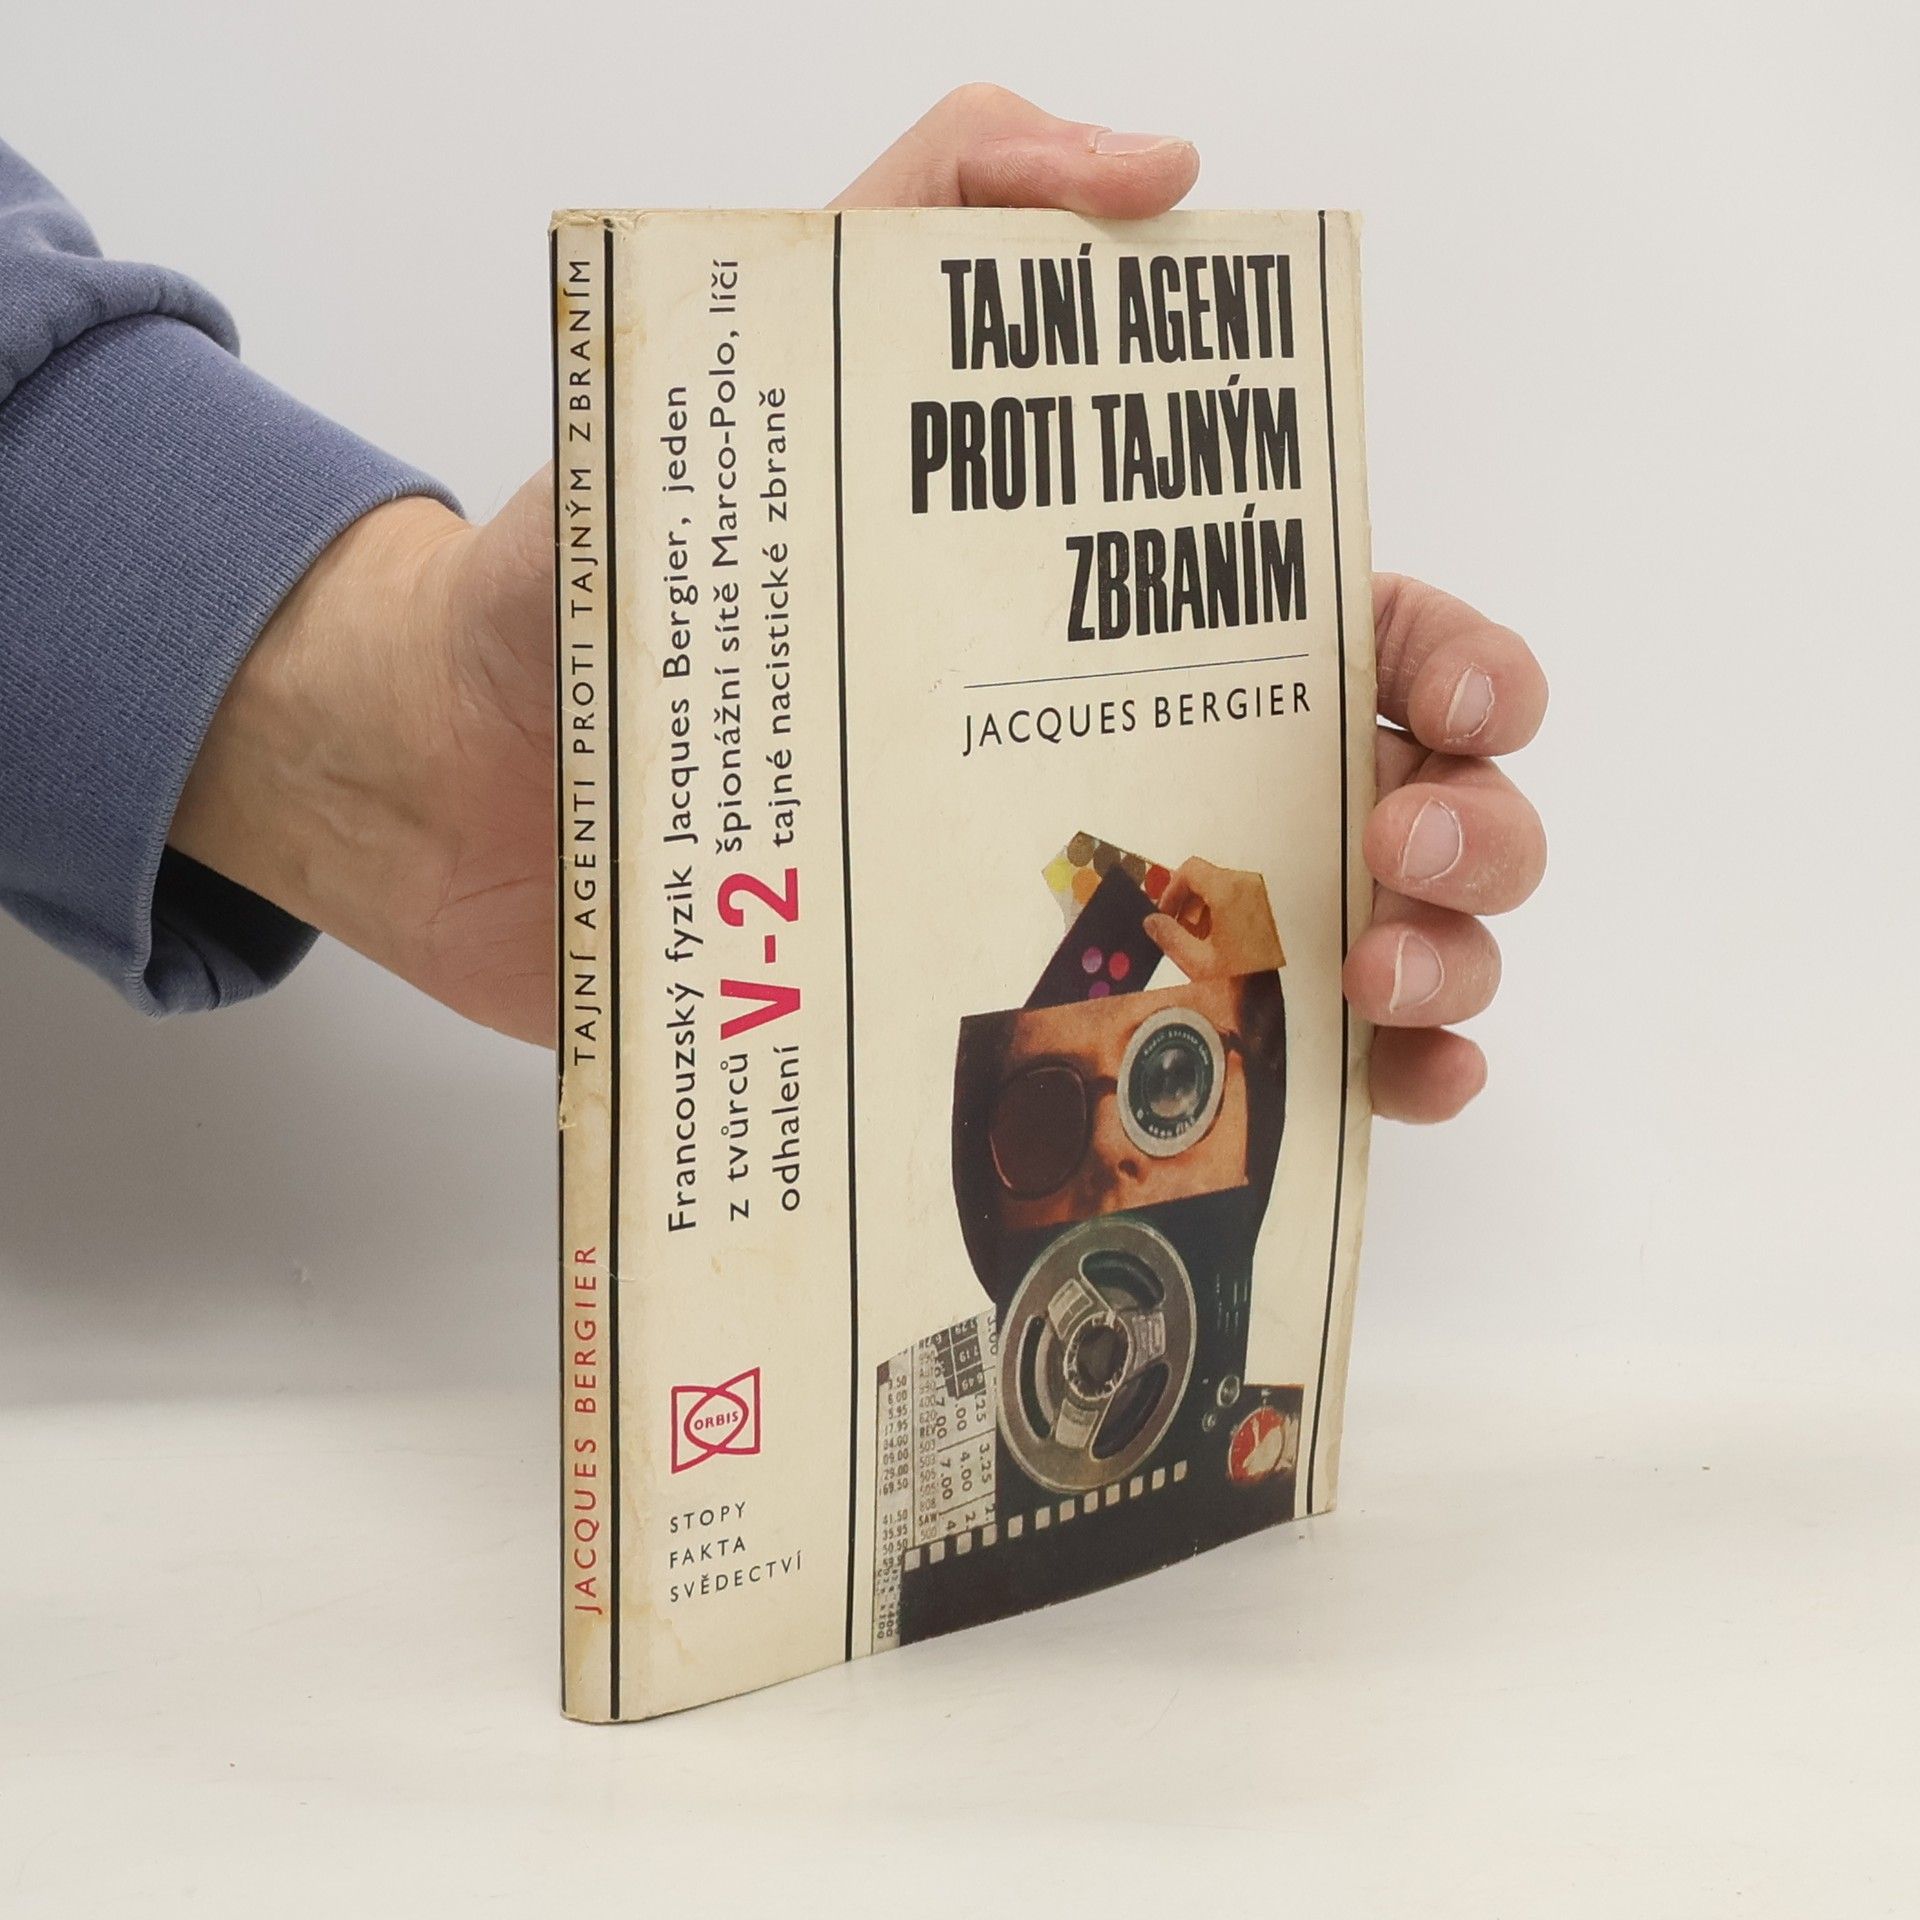 TAJNÍ AGENTI
PROTI TAJNÝM
ZBRANÍM
JACQUES BERGIER
Francouzský fyzik Jacques Bergier, jeden
z tvůrců V-2 špionážní sítě Marco-Polo, líčí
odhalení tajné nacistické zbraně
ORBIS
STOPY
FAKTA
SVĚDECTVÍ
JACQUES BERGIER TAJNÍ AGENTI PROTI TAJNÝM ZBRANÍM